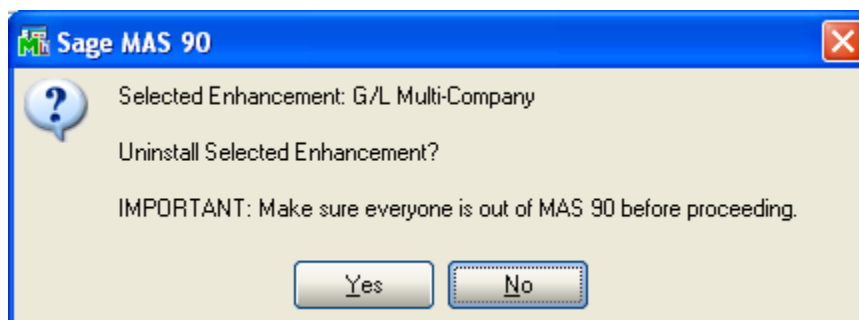 Sage MAS 90
Selected Enhancement: G/L Multi-Company
Uninstall Selected Enhancement?
IMPORTANT: Make sure everyone is out of MAS 90 before proceeding.
Yes No